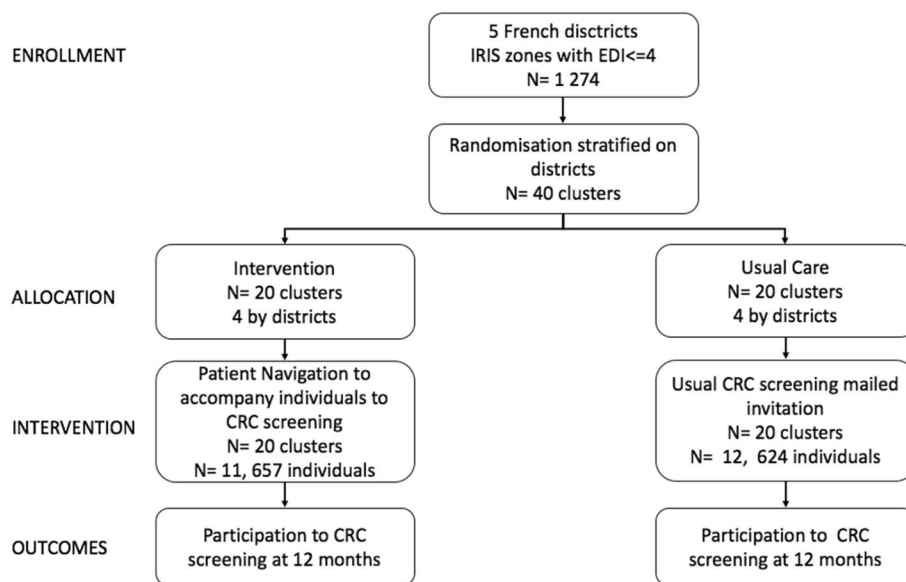 ENROLLMENT
5 French disctricts
IRIS zones with EDI<=4
N= 1 274
Randomisation stratified on
districts
N= 40 clusters
ALLOCATION
Intervention
N= 20 clusters
4 by districts
Usual Care
N= 20 clusters
4 by districts
INTERVENTION
Patient Navigation to
accompany individuals to
CRC screening
N= 20 clusters
N= 11, 657 individuals
Usual CRC screening mailed
invitation
N= 20 clusters
N= 12, 624 individuals
OUTCOMES
Participation to CRC
screening at 12 months
Participation to CRC
screening at 12 months